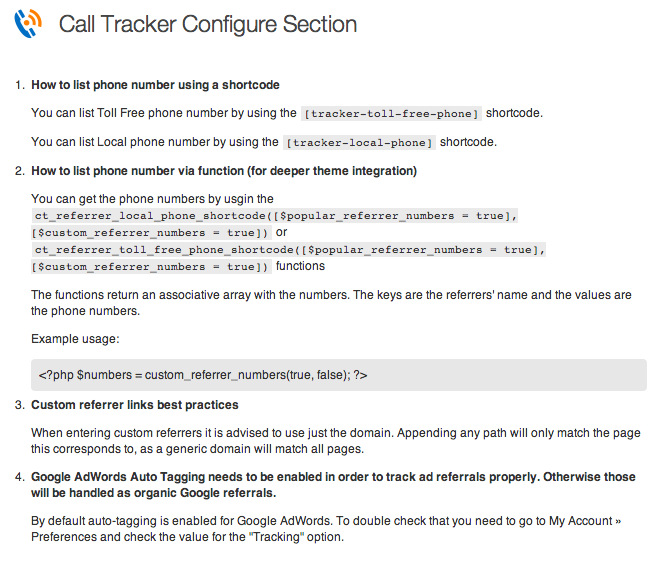 Call Tracker Configure Section
1. How to list phone number using a shortcode
You can list Toll Free phone number by using the [tracker-toll-free-phone] shortcode.
You can list Local phone number by using the [tracker-local-phone] shortcode.
2. How to list phone number via function (for deeper theme integration)
You can get the phone numbers by usgin the
ct_referrer_local_phone_shortcode([$popular_referrer_numbers = true],
[$custom_referrer_numbers = true]) or
ct_referrer_toll_free_phone_shortcode([$popular_referrer_numbers = true],
[$custom_referrer_numbers = true]) functions
The functions return an associative array with the numbers. The keys are the referrers' name and the values are
the phone numbers.
Example usage:
<?php $numbers = custom_referrer_numbers(true, false); ?>
3. Custom referrer links best practices
When entering custom referrers it is advised to use just the domain. Appending any path will only match the page
this corresponds to, as a generic domain will match all pages.
4. Google AdWords Auto Tagging needs to be enabled in order to track ad referrals properly. Otherwise those
will be handled as organic Google referrals.
By default auto-tagging is enabled for Google AdWords. To double check that you need to go to My Account »
Preferences and check the value for the "Tracking" option.